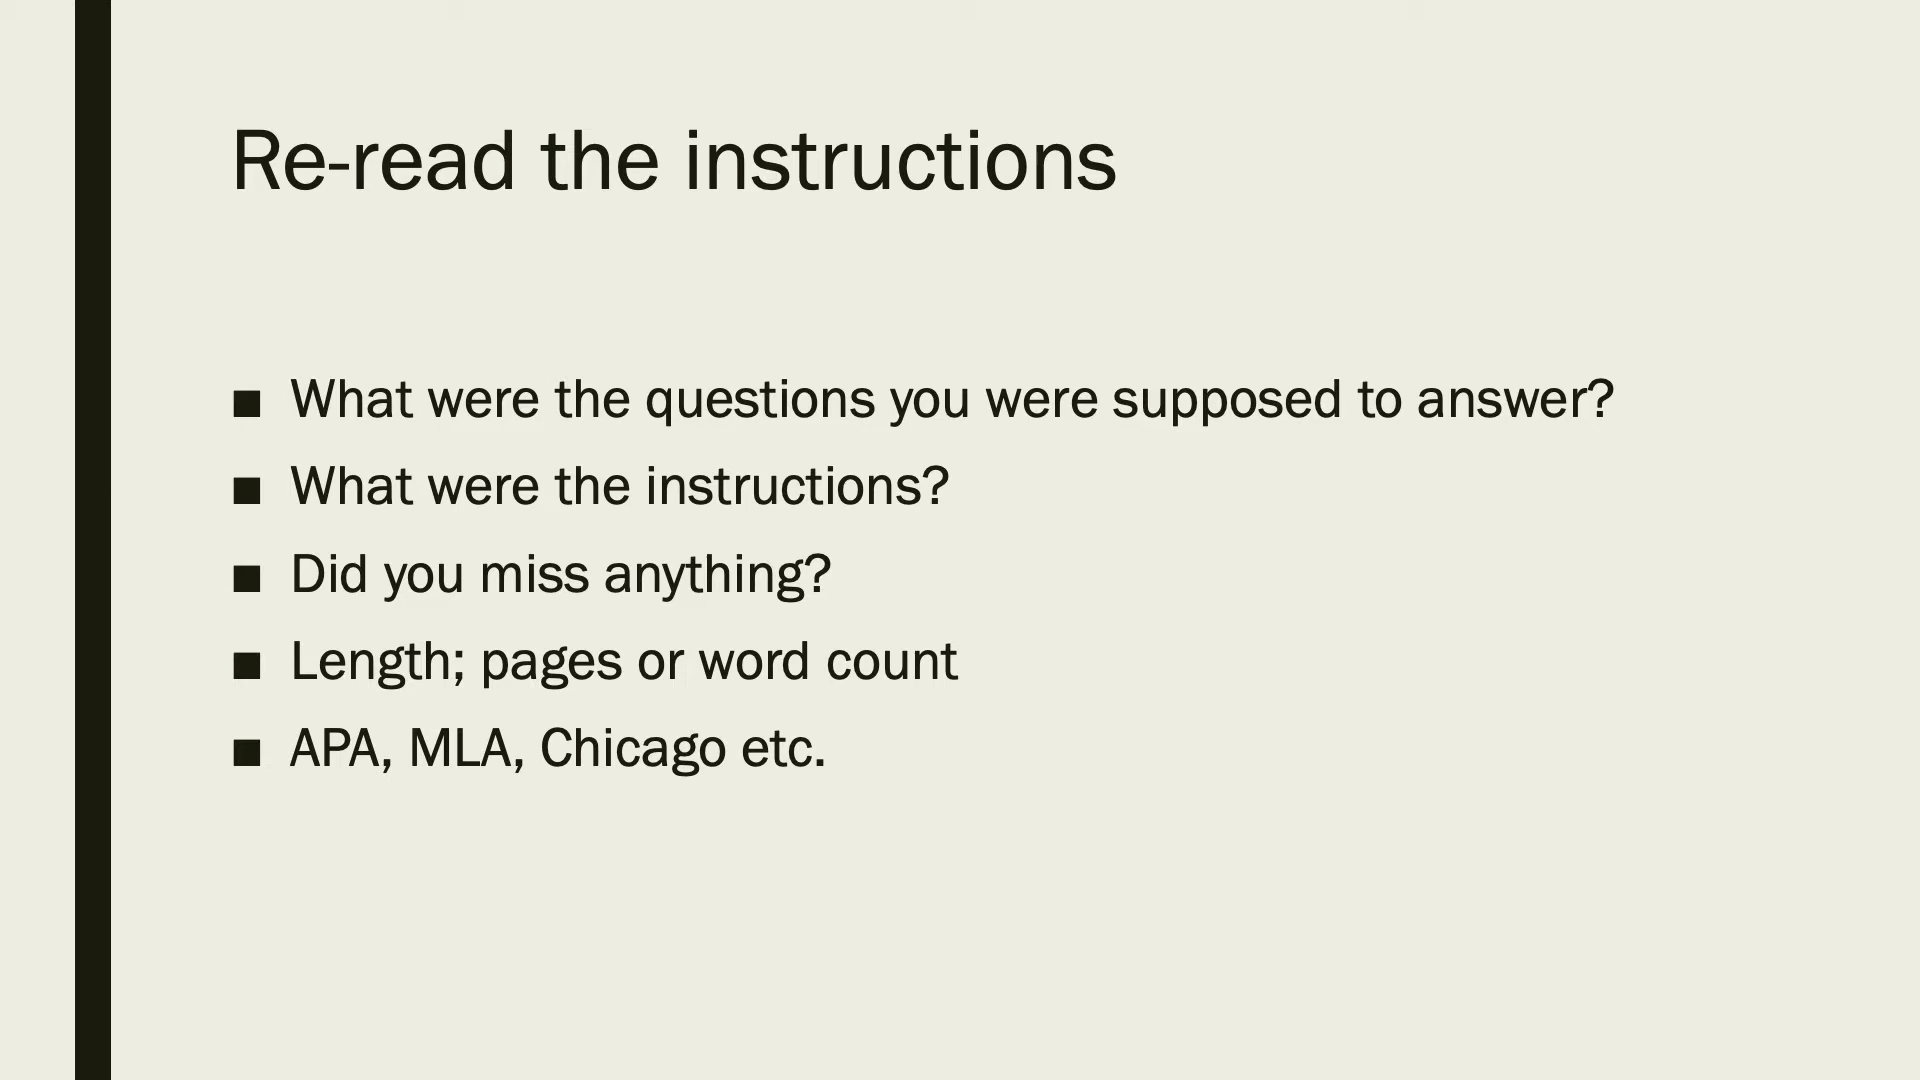 Re-read the instructions
■ What were the questions you were supposed to answer?
■ What were the instructions?
■ Did you miss anything?
■ Length; pages or word count
■ APA, MLA, Chicago etc.